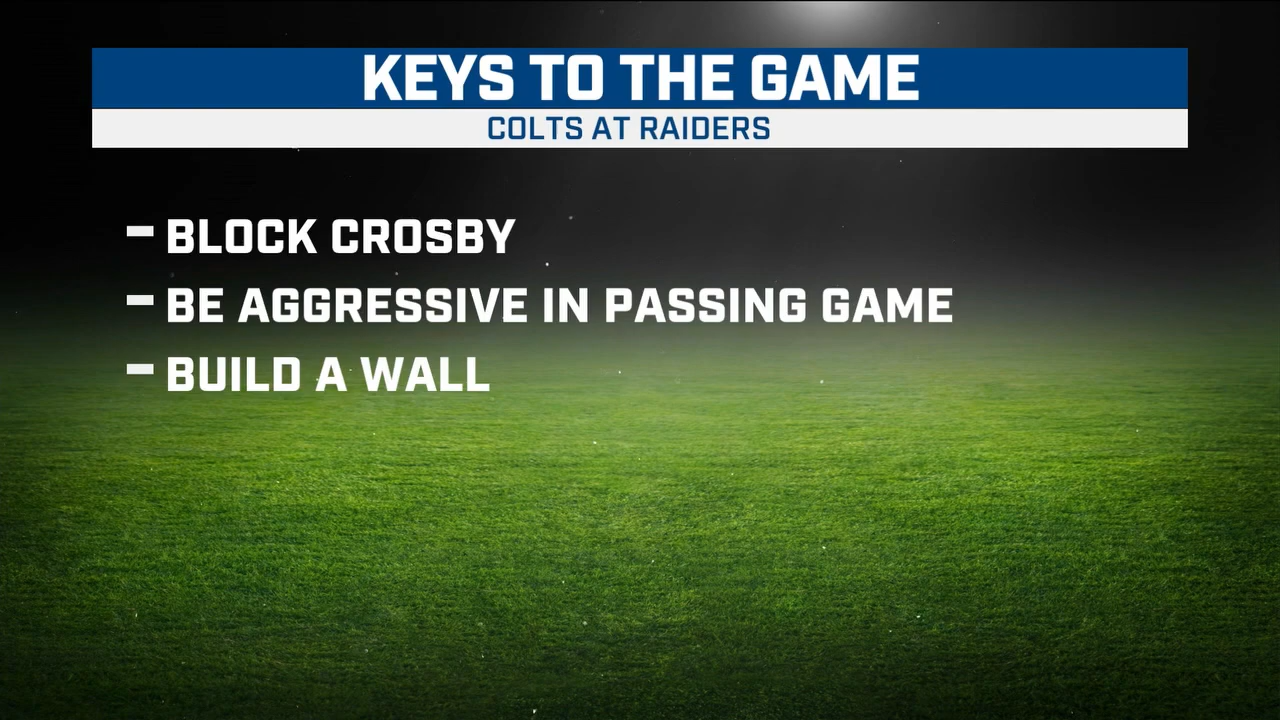 KEYS TO THE GAME
COLTS AT RAIDERS
- BLOCK CROSBY
- BE AGGRESSIVE IN PASSING GAME
- BUILD A WALL